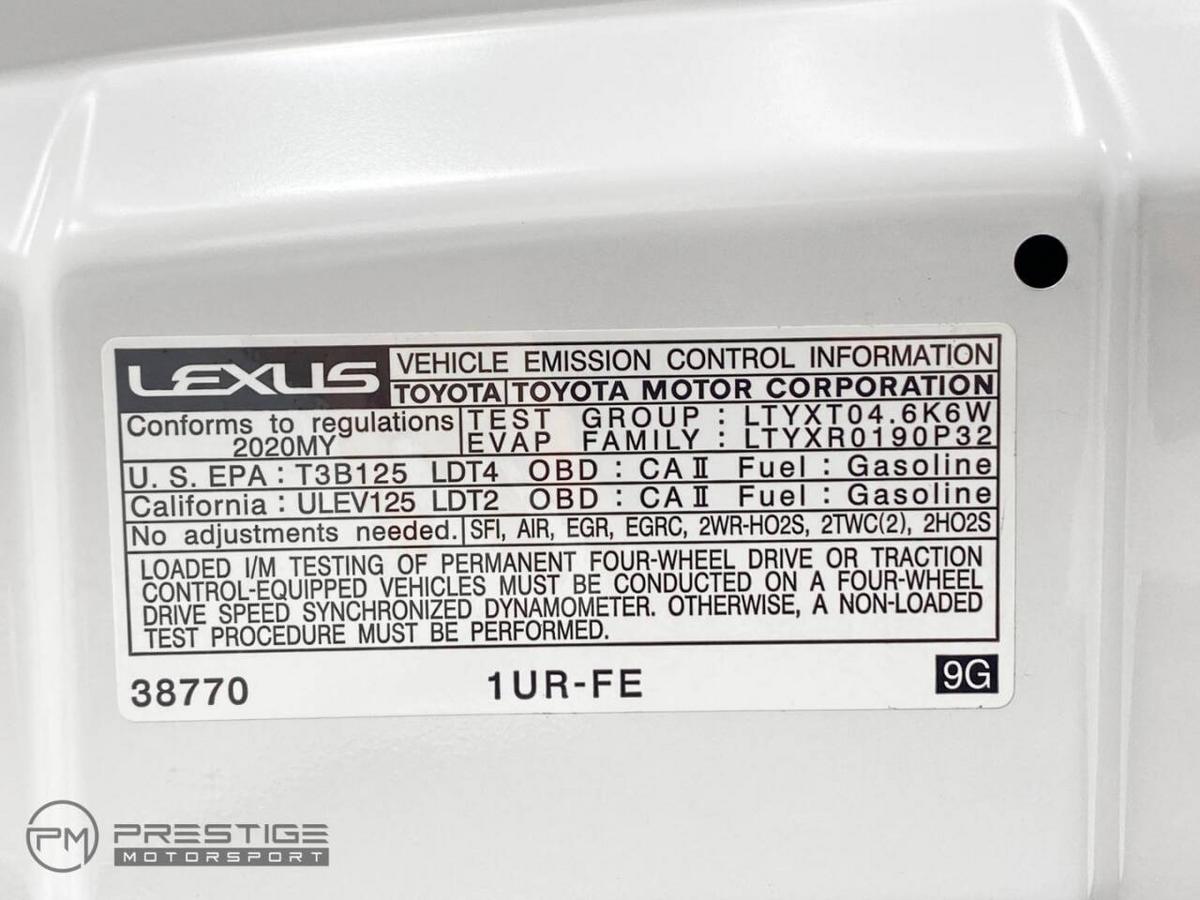 LEXUS
VEHICLE EMISSION CONTROL INFORMATION
TOYOTA TOYOTA MOTOR CORPORATION
Conforms to regulations
2020MY
TEST GROUP : LTYXT04.6K6W
EVAP FAMILY : LTYXR0190P32
U.S. EPA : T3B125 LDT4 OBD : CAⅡ Fuel : Gasoline
California : ULEV125 LDT2 OBD : CAⅡ Fuel : Gasoline
No adjustments needed. SFI, AIR, EGR, EGRC, 2WR-HO2S, 2TWC(2), 2HO2S
LOADED I/M TESTING OF PERMANENT FOUR-WHEEL DRIVE OR TRACTION
CONTROL-EQUIPPED VEHICLES MUST BE CONDUCTED ON A FOUR-WHEEL
DRIVE SPEED SYNCHRONIZED DYNAMOMETER. OTHERWISE, A NON-LOADED
TEST PROCEDURE MUST BE PERFORMED.
38770 1UR-FE 9G
PM PRESTIGE
MOTORSPORT